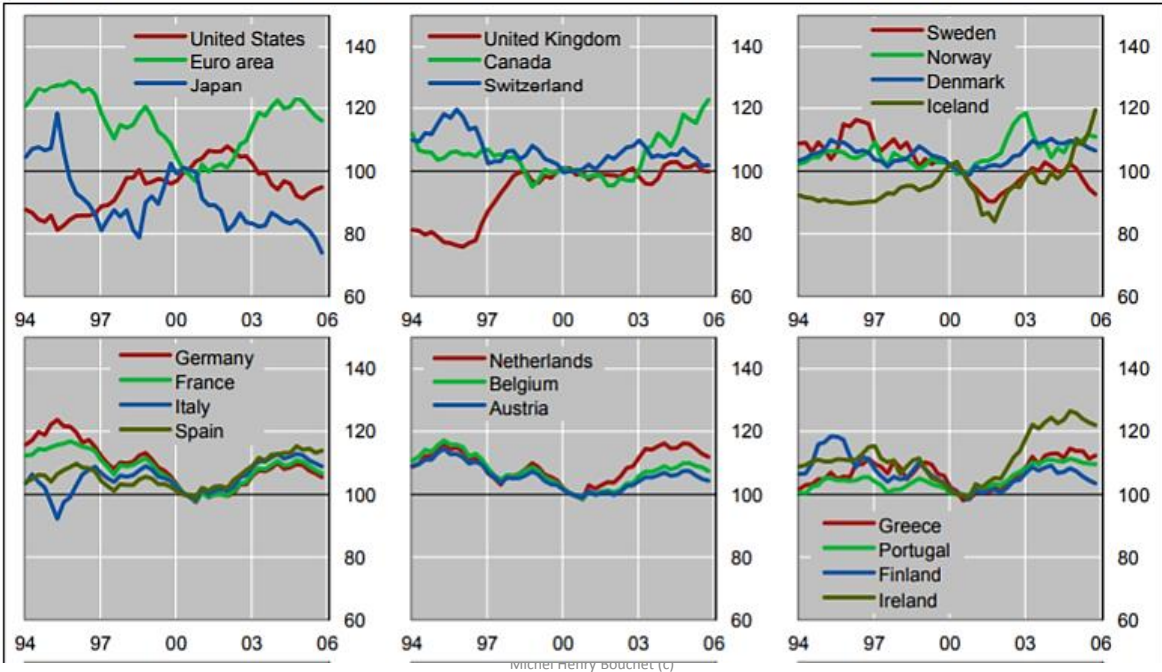 United States
Euro area
Japan
140
120
100
80
60
94 97 00 03 06
United Kingdom
Canada
Switzerland
140
120
100
80
60
94 97 00 03 06
Sweden
Norway
Denmark
Iceland
140
120
100
80
60
94 97 00 03 06
Germany
France
Italy
Spain
140
120
100
80
60
94 97 00 03 06
Netherlands
Belgium
Austria
140
120
100
80
60
94 97 00 03 06
Greece
Portugal
Finland
Ireland
140
120
100
80
60
94 97 00 03 06
Michel Henry Bouchet (c)